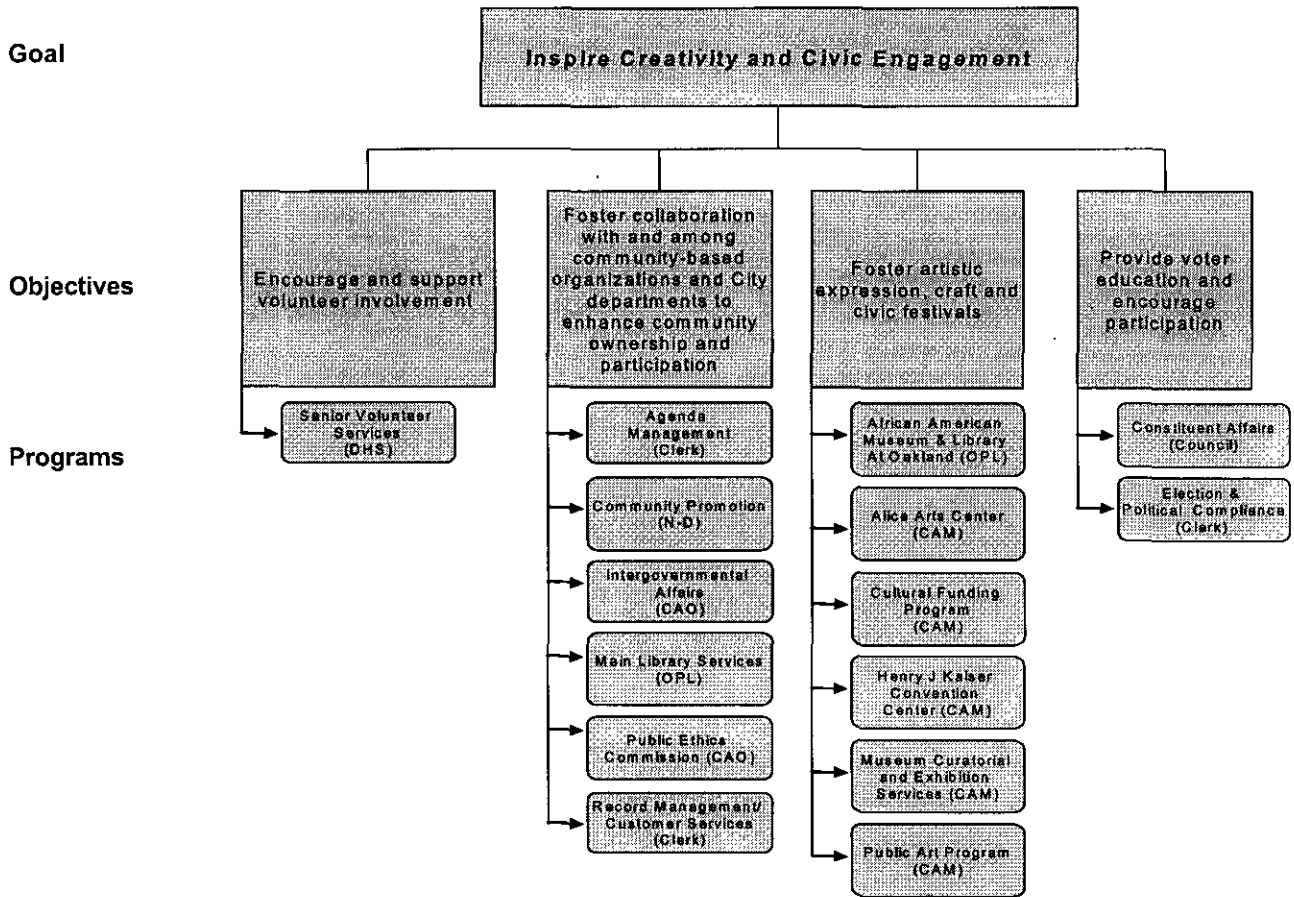 Goal
Inspire Creativity and Civic Engagement
Objectives
Encourage and support
volunteer involvement
Foster collaboration
with and among
community-based
organizations and City
departments to
enhance community
ownership and
participation
Foster artistic
expression, craft and
civic festivals
Provide voter
education and
encourage
participation
Programs
Senior Volunteer
Services
(DHS)
Agenda
Management
(Clerk)
Community Promotion
(N-D)
Intergovernmental
Affairs
(CAO)
Main Library Services
(OPL)
Public Ethics
Commission (CAO)
Record Management/
Customer Services
(Clerk)
African American
Museum & Library
At Oakland (OPL)
Alice Arts Center
(CAM)
Cultural Funding
Program
(CAM)
Henry J Kaiser
Convention
Center (CAM)
Museum Curatorial
and Exhibition
Services (CAM)
Public Art Program
(CAM)
Constituent Affairs
(Council)
Election &
Political Compliance
(Clerk)